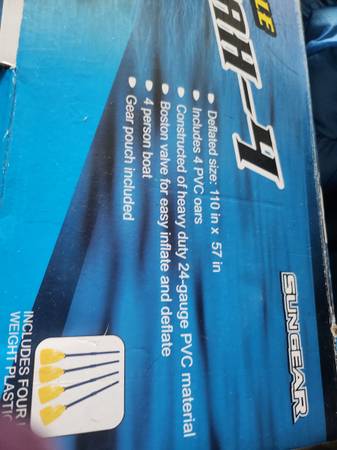 SUNGEAR
Deflated size: 110 in x 57 in
Includes 4 PVC oars
Constructed of heavy duty 24-gauge PVC material
Boston valve for easy inflate and deflate
4 person boat
Gear pouch included
INCLUDES FOUR
WEIGHT PLASTIC